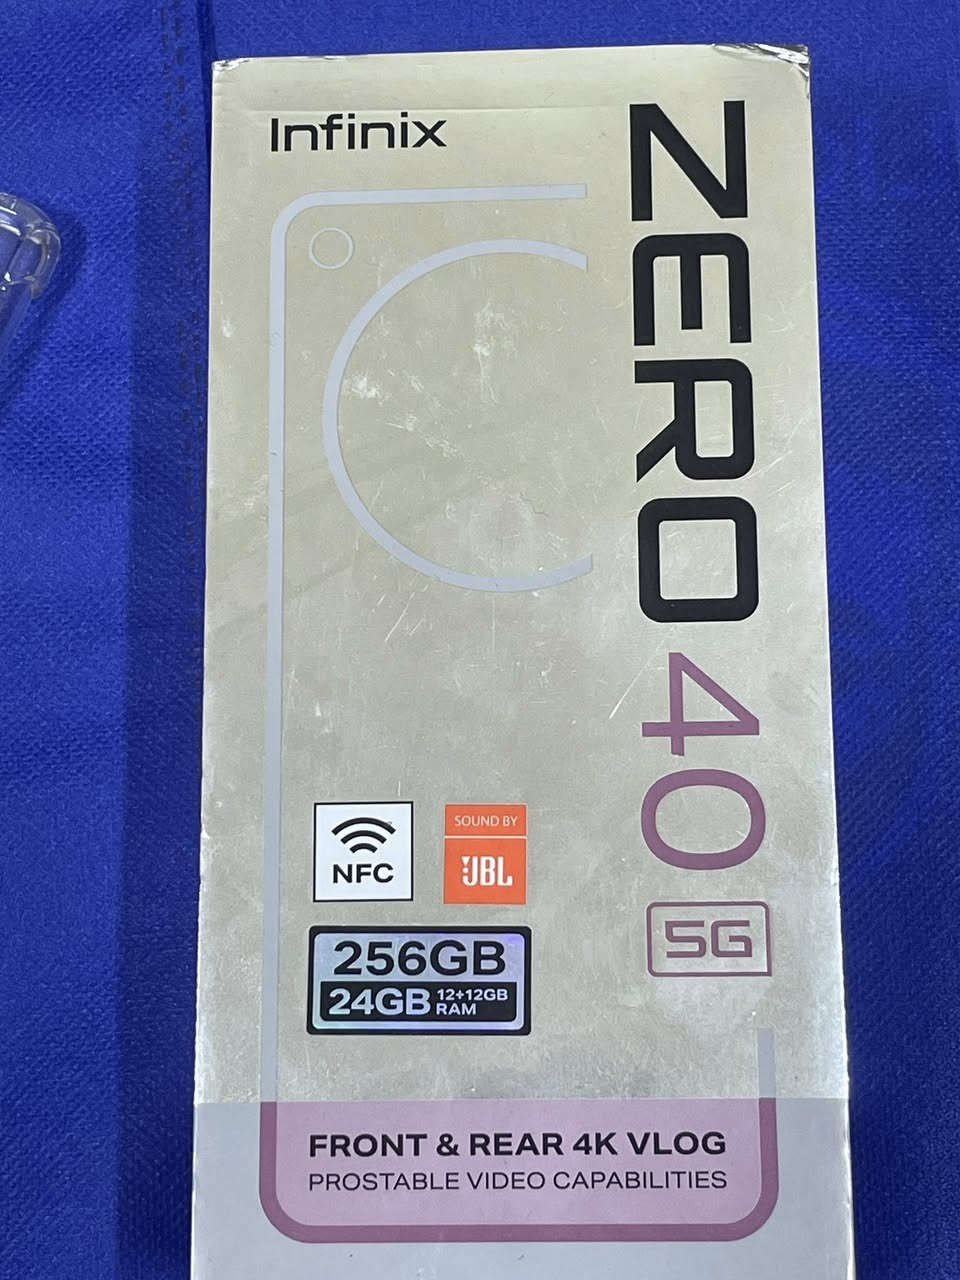 Infinix
ZERO 40
5G
NFC
SOUND BY
JBL
256GB
24GB 12+12GB
RAM
FRONT & REAR 4K VLOG
PROSTABLE VIDEO CAPABILITIES